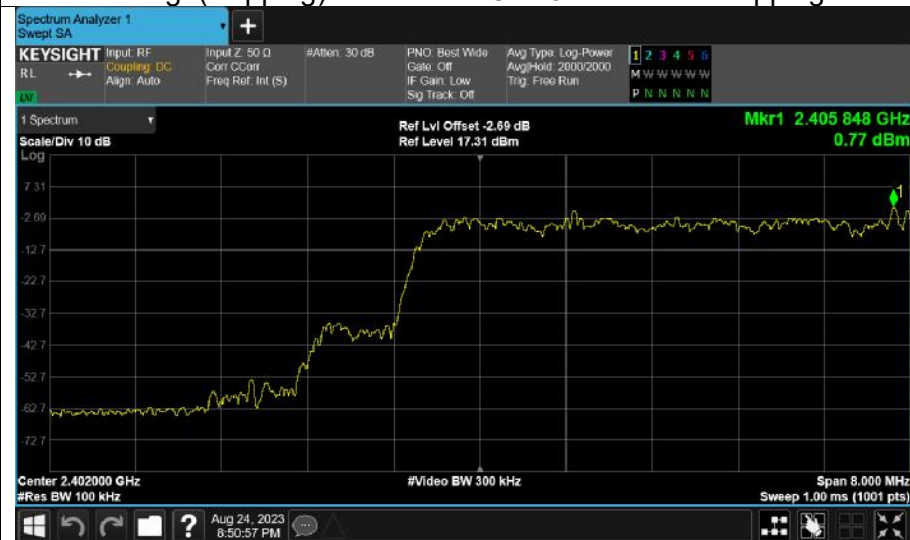 Spectrum Analyzer 1
Swept SA
+
KEYSIGHT
RL
LXI
Input: RF
Coupling: DC
Align: Auto
Input Z: 50 Ω
Corr CCorr
Freq Ref: Int (S)
#Atten: 30 dB
PNO: Best Wide
Gate: Off
IF Gain: Low
Sig Track: Off
Avg Type: Log-Power
Avg|Hold: 2000/2000
Trig: Free Run
1 2 3 4 5 6
M W W W W W
P N N N N N
1 Spectrum
Scale/Div 10 dB
Log
Ref Lvl Offset -2.69 dB
Ref Level 17.31 dBm
Mkr1 2.405 848 GHz
0.77 dBm
1
7.31
-2.69
-12.7
-22.7
-32.7
-42.7
-52.7
-62.7
-72.7
Center 2.402000 GHz
#Res BW 100 kHz
#Video BW 300 kHz
Span 8.000 MHz
Sweep 1.00 ms (1001 pts)
?
Aug 24, 2023
8:50:57 PM